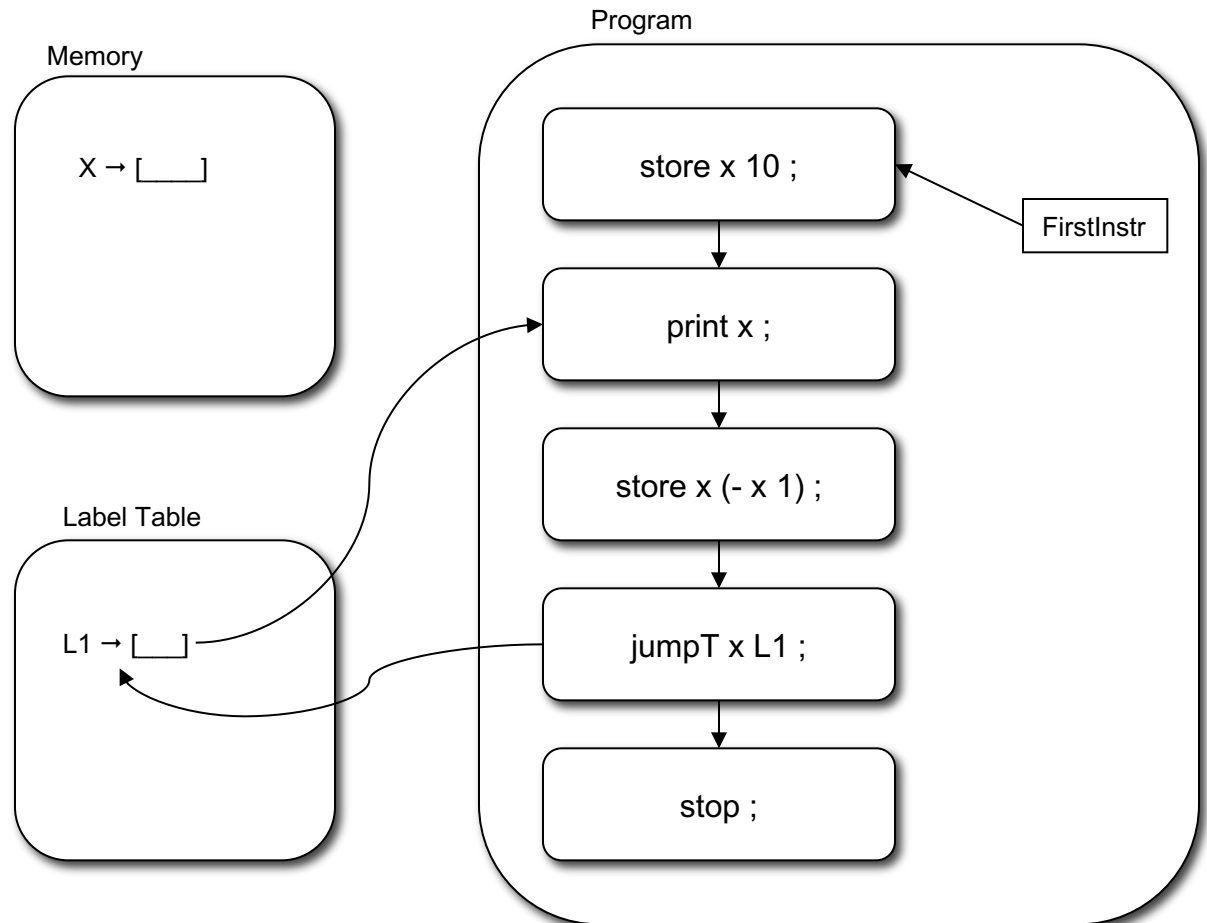 Program
Memory
X → [____]
store x 10 ;
FirstInstr
print x ;
store x (- x 1) ;
Label Table
L1 → [___]
jumpT x L1 ;
stop ;